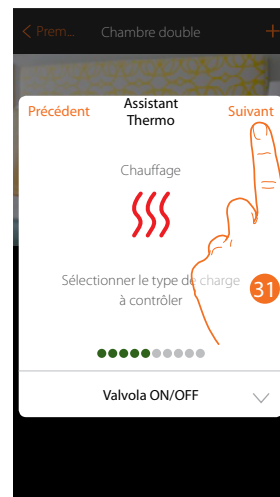 < Prem... Chambre double +
Précédent Assistant Suivant
Thermo
Chauffage
Sélectionner le type de charge
à contrôler
31
Valvola ON/OFF